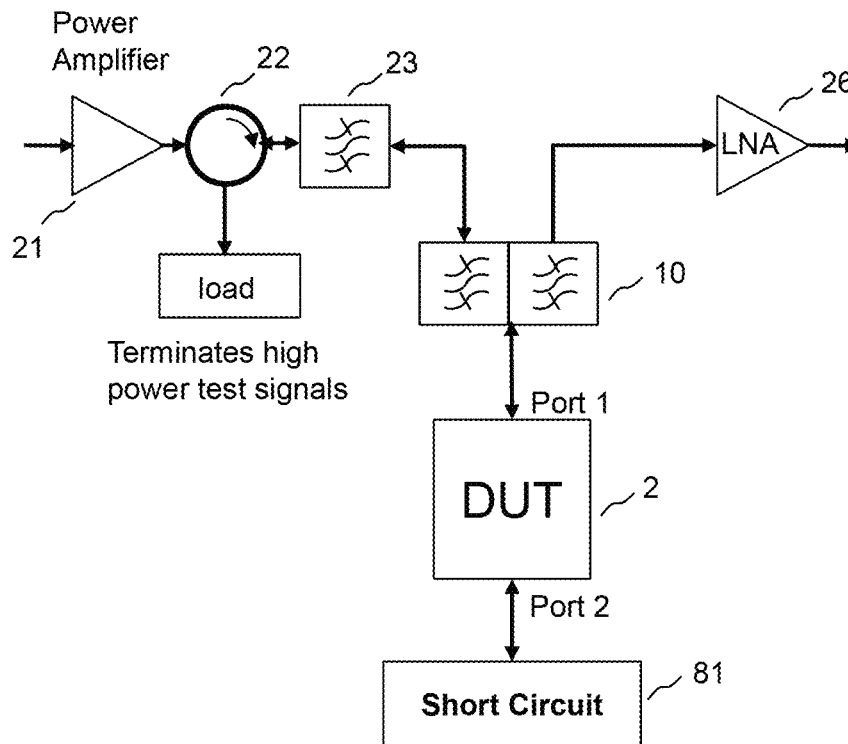 Power
Amplifier
22
23
26
LNA
21
load
10
Terminates high
power test signals
Port 1
DUT
2
Port 2
81
Short Circuit